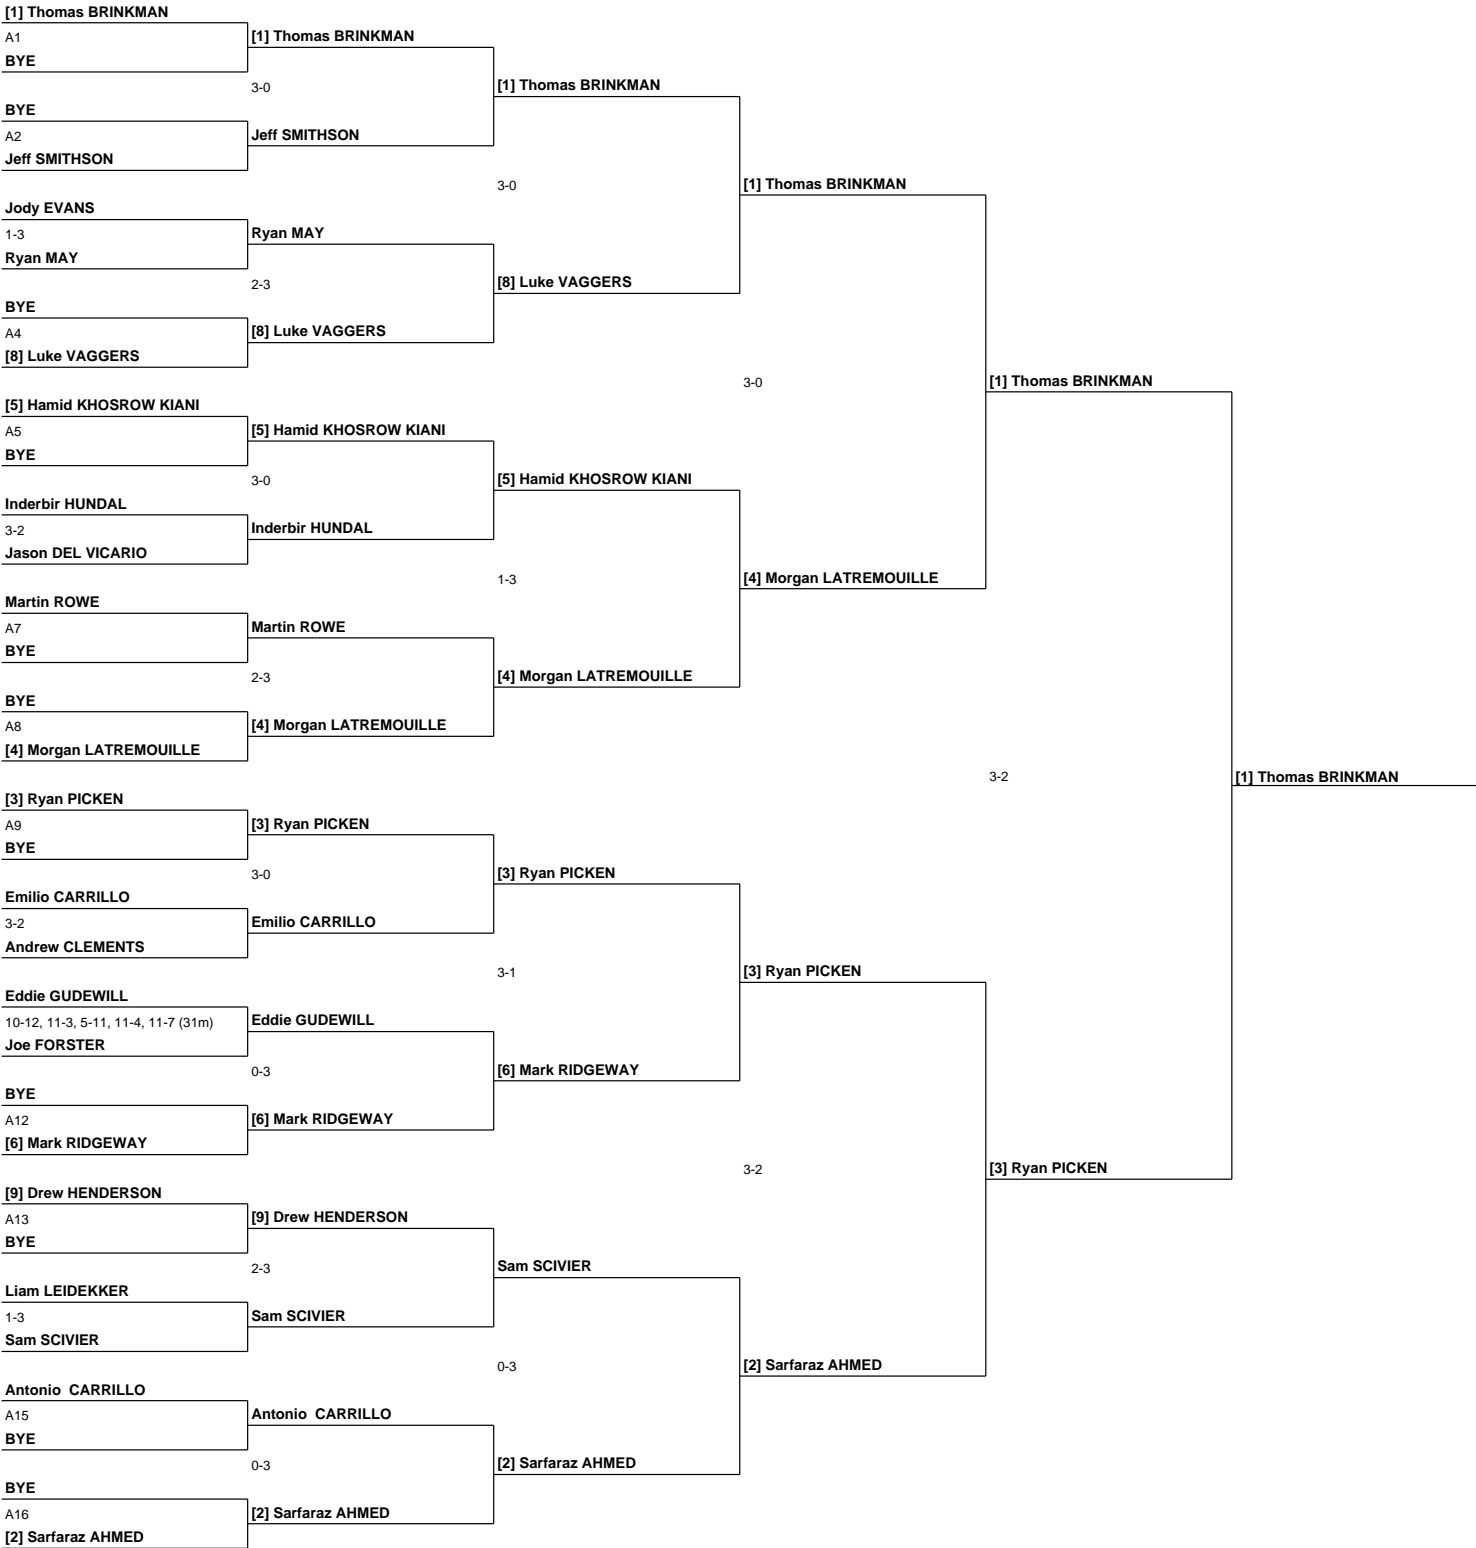 [1] Thomas BRINKMAN
A1
BYE
BYE
A2
Jeff SMITHSON
Jody EVANS
1-3
Ryan MAY
BYE
A4
[8] Luke VAGGERS
[5] Hamid KHOSROW KIANI
A5
BYE
Inderbir HUNDAL
3-2
Jason DEL VICARIO
Martin ROWE
A7
BYE
BYE
A8
[4] Morgan LATREMOUILLE
[3] Ryan PICKEN
A9
BYE
Emilio CARRILLO
3-2
Andrew CLEMENTS
Eddie GUDEWILL
10-12, 11-3, 5-11, 11-4, 11-7 (31m)
Joe FORSTER
BYE
A12
[6] Mark RIDGEWAY
[9] Drew HENDERSON
A13
BYE
Liam LEIDEKKER
1-3
Sam SCIVIER
Antonio  CARRILLO
A15
BYE
BYE
A16
[2] Sarfaraz AHMED
[1] Thomas BRINKMAN
3-0
Jeff SMITHSON
Ryan MAY
2-3
[8] Luke VAGGERS
[5] Hamid KHOSROW KIANI
3-0
Inderbir HUNDAL
Martin ROWE
2-3
[4] Morgan LATREMOUILLE
[3] Ryan PICKEN
3-0
Emilio CARRILLO
Eddie GUDEWILL
0-3
[6] Mark RIDGEWAY
[9] Drew HENDERSON
2-3
Sam SCIVIER
Antonio  CARRILLO
0-3
[2] Sarfaraz AHMED
[1] Thomas BRINKMAN
3-0
[8] Luke VAGGERS
[5] Hamid KHOSROW KIANI
1-3
[4] Morgan LATREMOUILLE
[3] Ryan PICKEN
3-1
[6] Mark RIDGEWAY
Sam SCIVIER
0-3
[2] Sarfaraz AHMED
[1] Thomas BRINKMAN
3-0
[4] Morgan LATREMOUILLE
[3] Ryan PICKEN
3-2
[2] Sarfaraz AHMED
[1] Thomas BRINKMAN
3-2
[3] Ryan PICKEN
[1] Thomas BRINKMAN